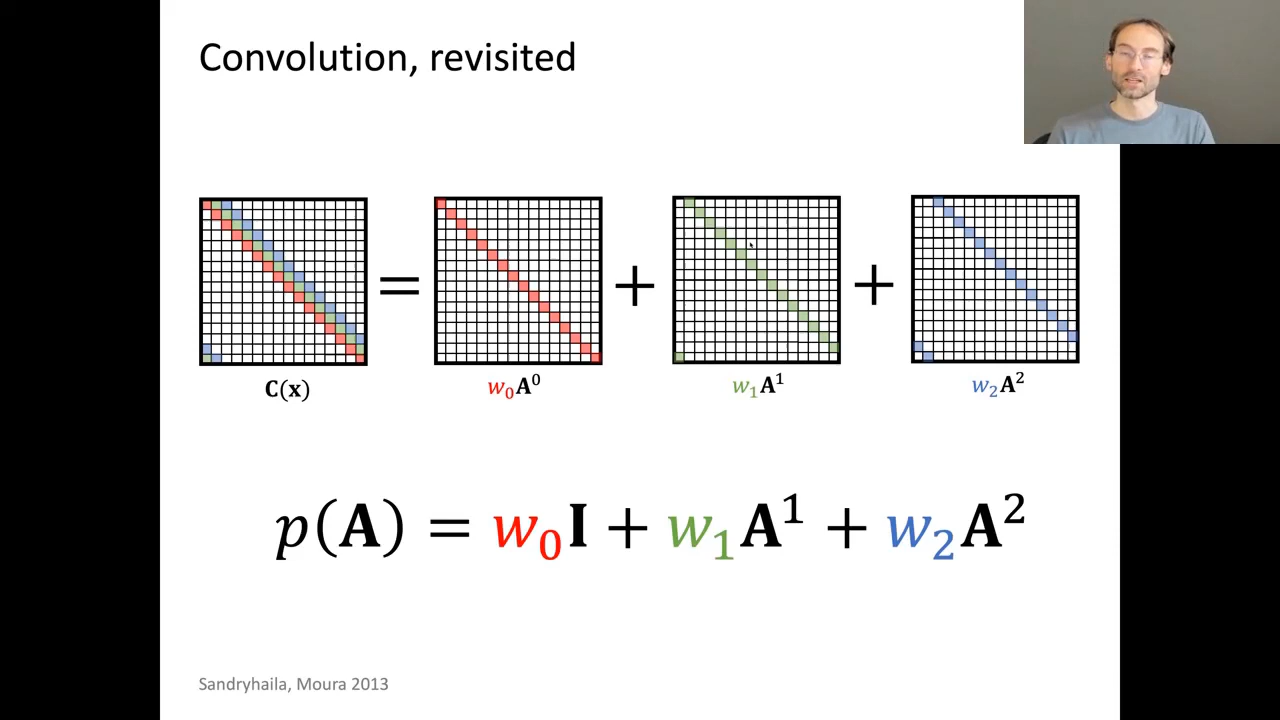 Convolution, revisited
= + +
C(x) w₀A⁰ w₁A¹ w₂A²
p(A) = w₀I + w₁A¹ + w₂A²
Sandryhaila, Moura 2013